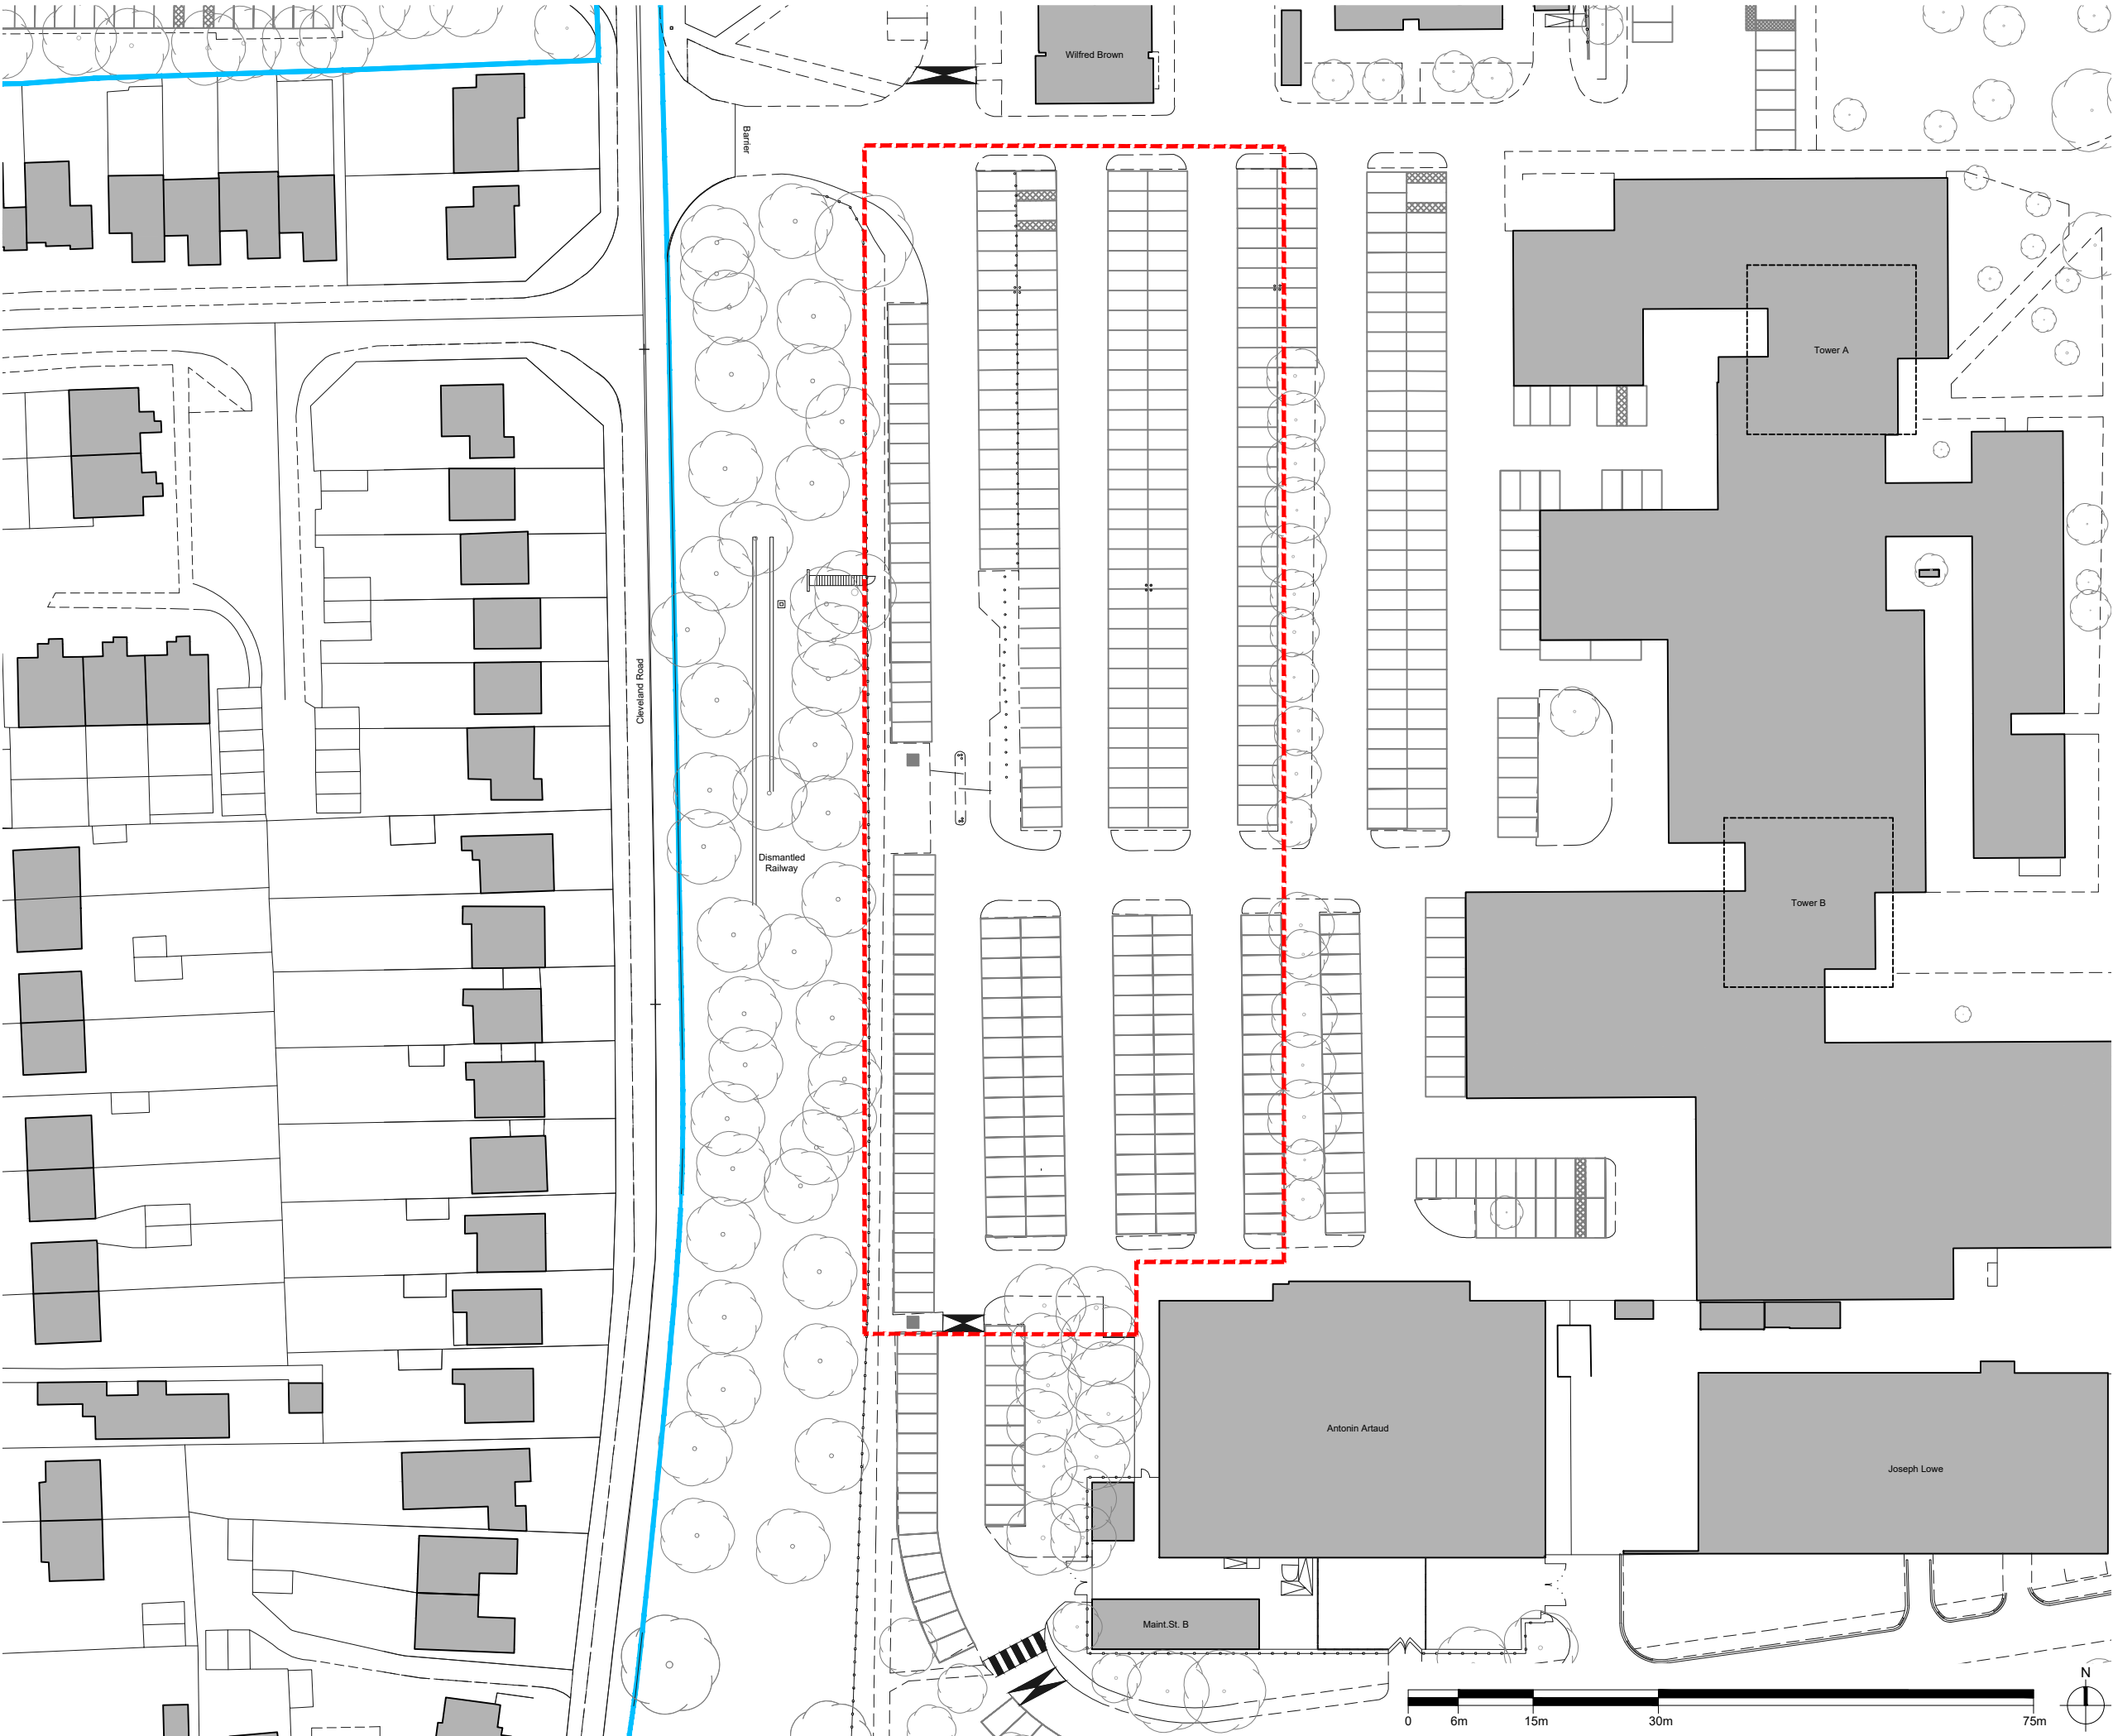 Wilfred Brown
Barrier
Tower A
Cleveland Road
Dismantled
Railway
Tower B
Antonin Artaud
Joseph Lowe
Maint.St. B
N
0 6m 15m 30m 75m